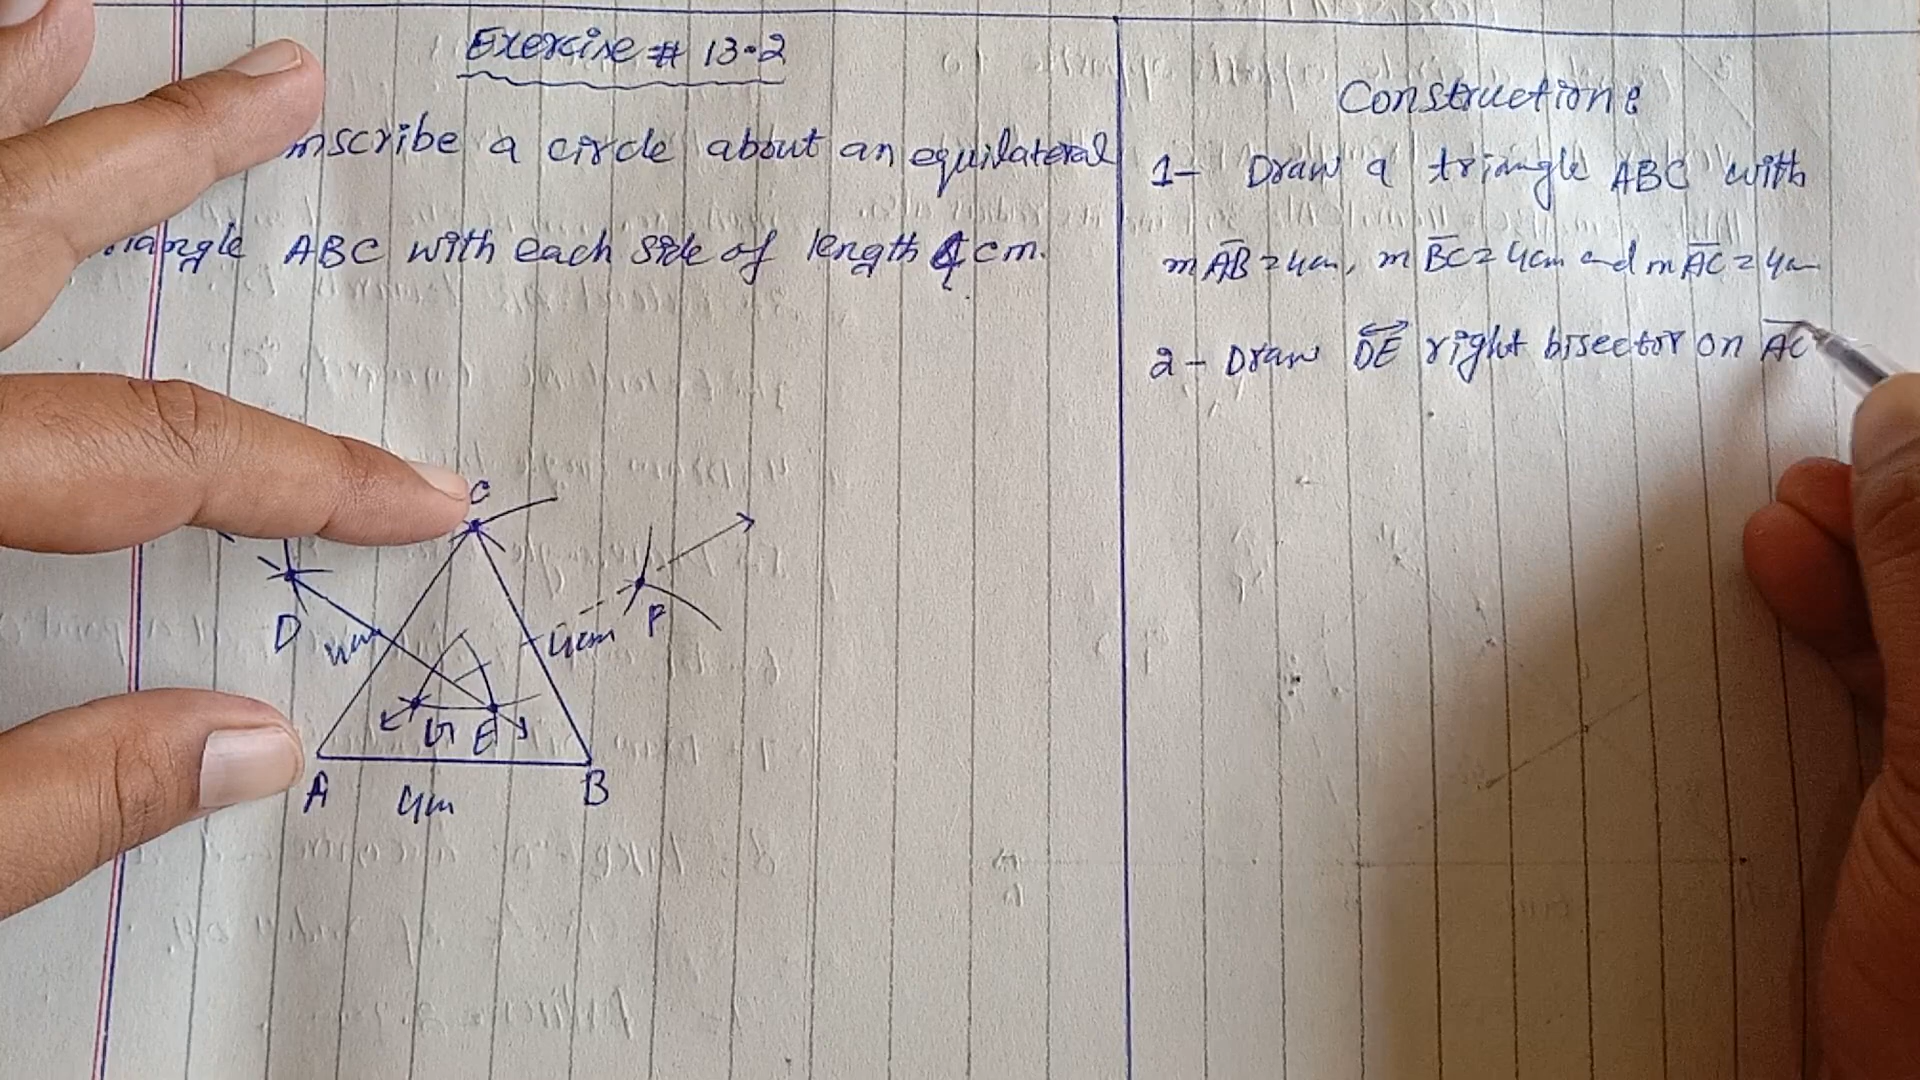 Exercise # 13.2
mscribe a circle about an equilateral
iangle ABC with each side of length 4 cm.
C
D
4cm
4cm
F
G E
A
B
4cm
Construction:
1- Draw a triangle ABC with
mAB=4cm, mBC=4cm and mAC=4cm
2- Draw DE right bisector on AC